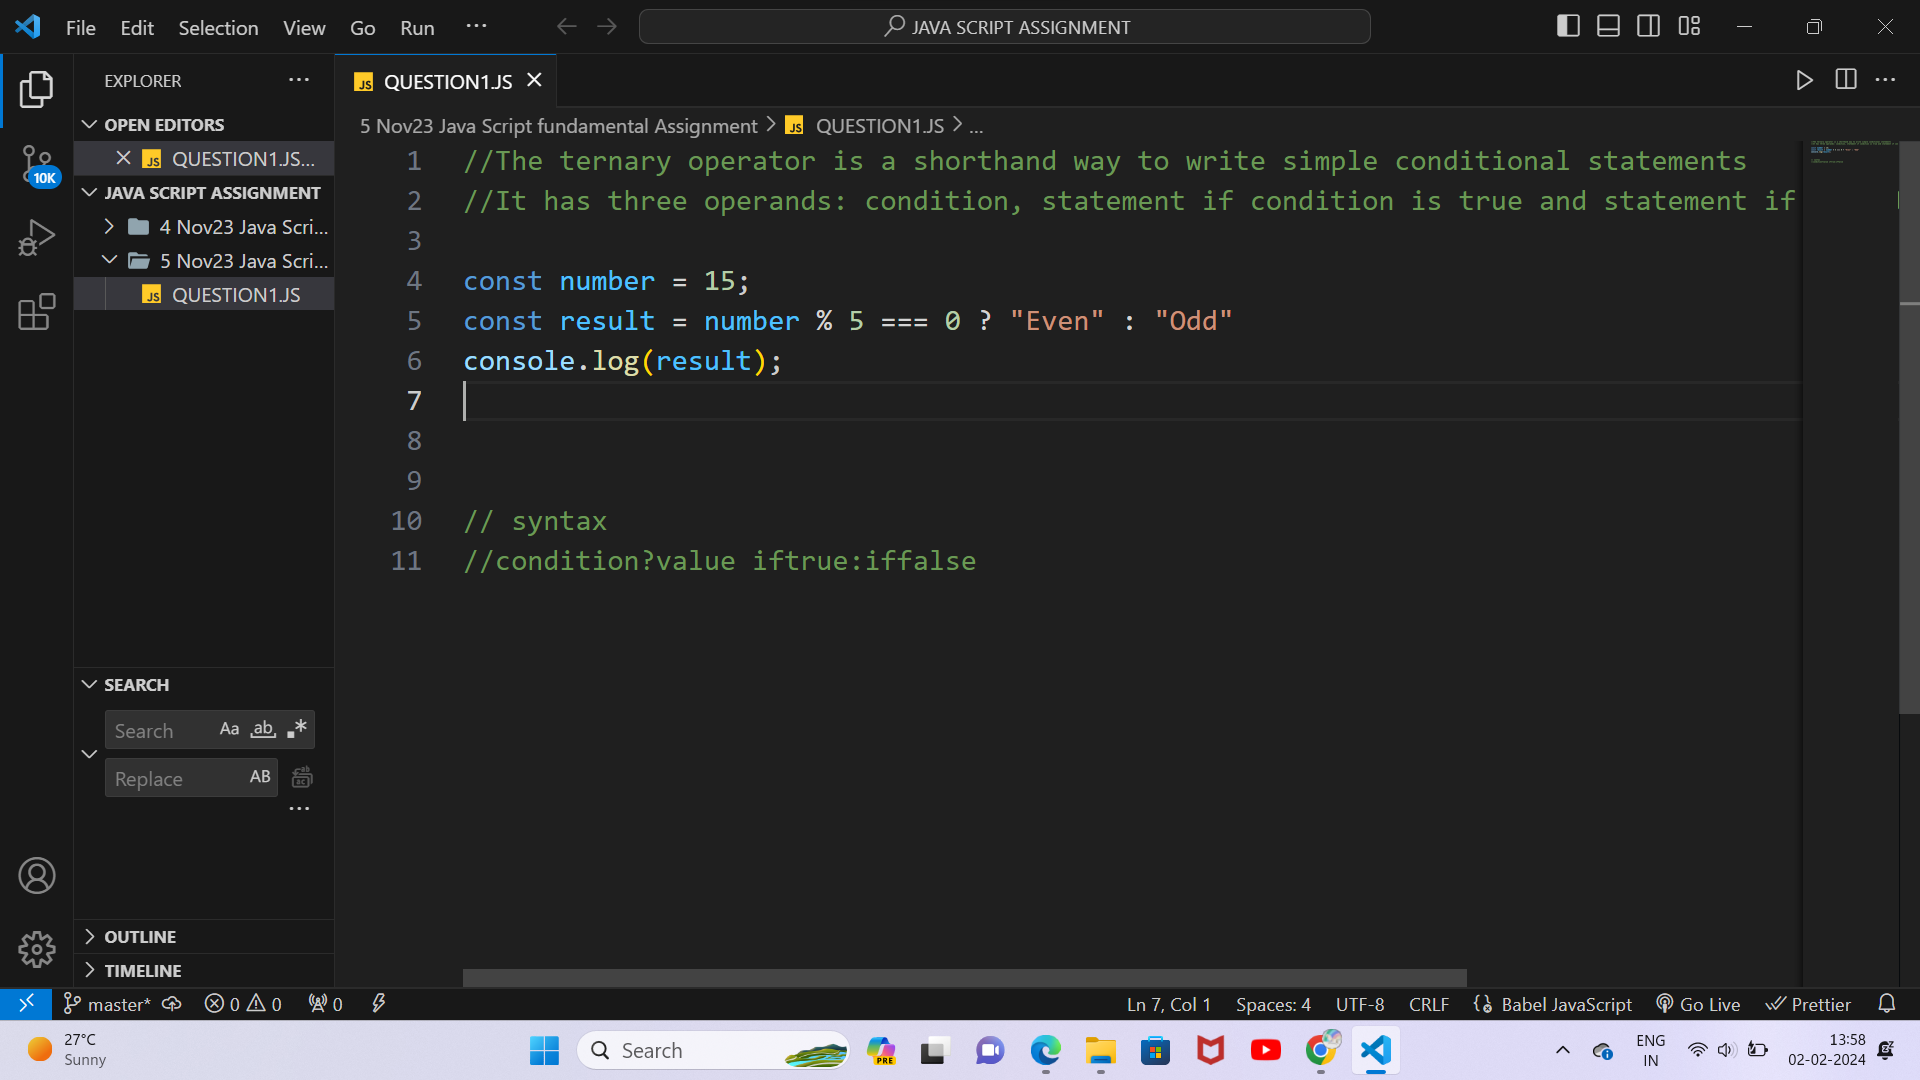 File Edit Selection View Go Run ···
JAVA SCRIPT ASSIGNMENT
EXPLORER ···
OPEN EDITORS
QUESTION1.JS...
JAVA SCRIPT ASSIGNMENT
4 Nov23 Java Scri...
5 Nov23 Java Scri...
JS QUESTION1.JS
10K
JS QUESTION1.JS
5 Nov23 Java Script fundamental Assignment > JS QUESTION1.JS > ...
1 //The ternary operator is a shorthand way to write simple conditional statements
2 //It has three operands: condition, statement if condition is true and statement if
3
4 const number = 15;
5 const result = number % 5 === 0 ? "Even" : "Odd"
6 console.log(result);
7
8
9
10 // syntax
11 //condition?value iftrue:iffalse
SEARCH
Search Aa ab .*
Replace AB
···
OUTLINE
TIMELINE
master* 0 0 0 Ln 7, Col 1 Spaces: 4 UTF-8 CRLF Babel JavaScript Go Live Prettier
27°C
Sunny
Search
PRE
ENG
IN
13:58
02-02-2024